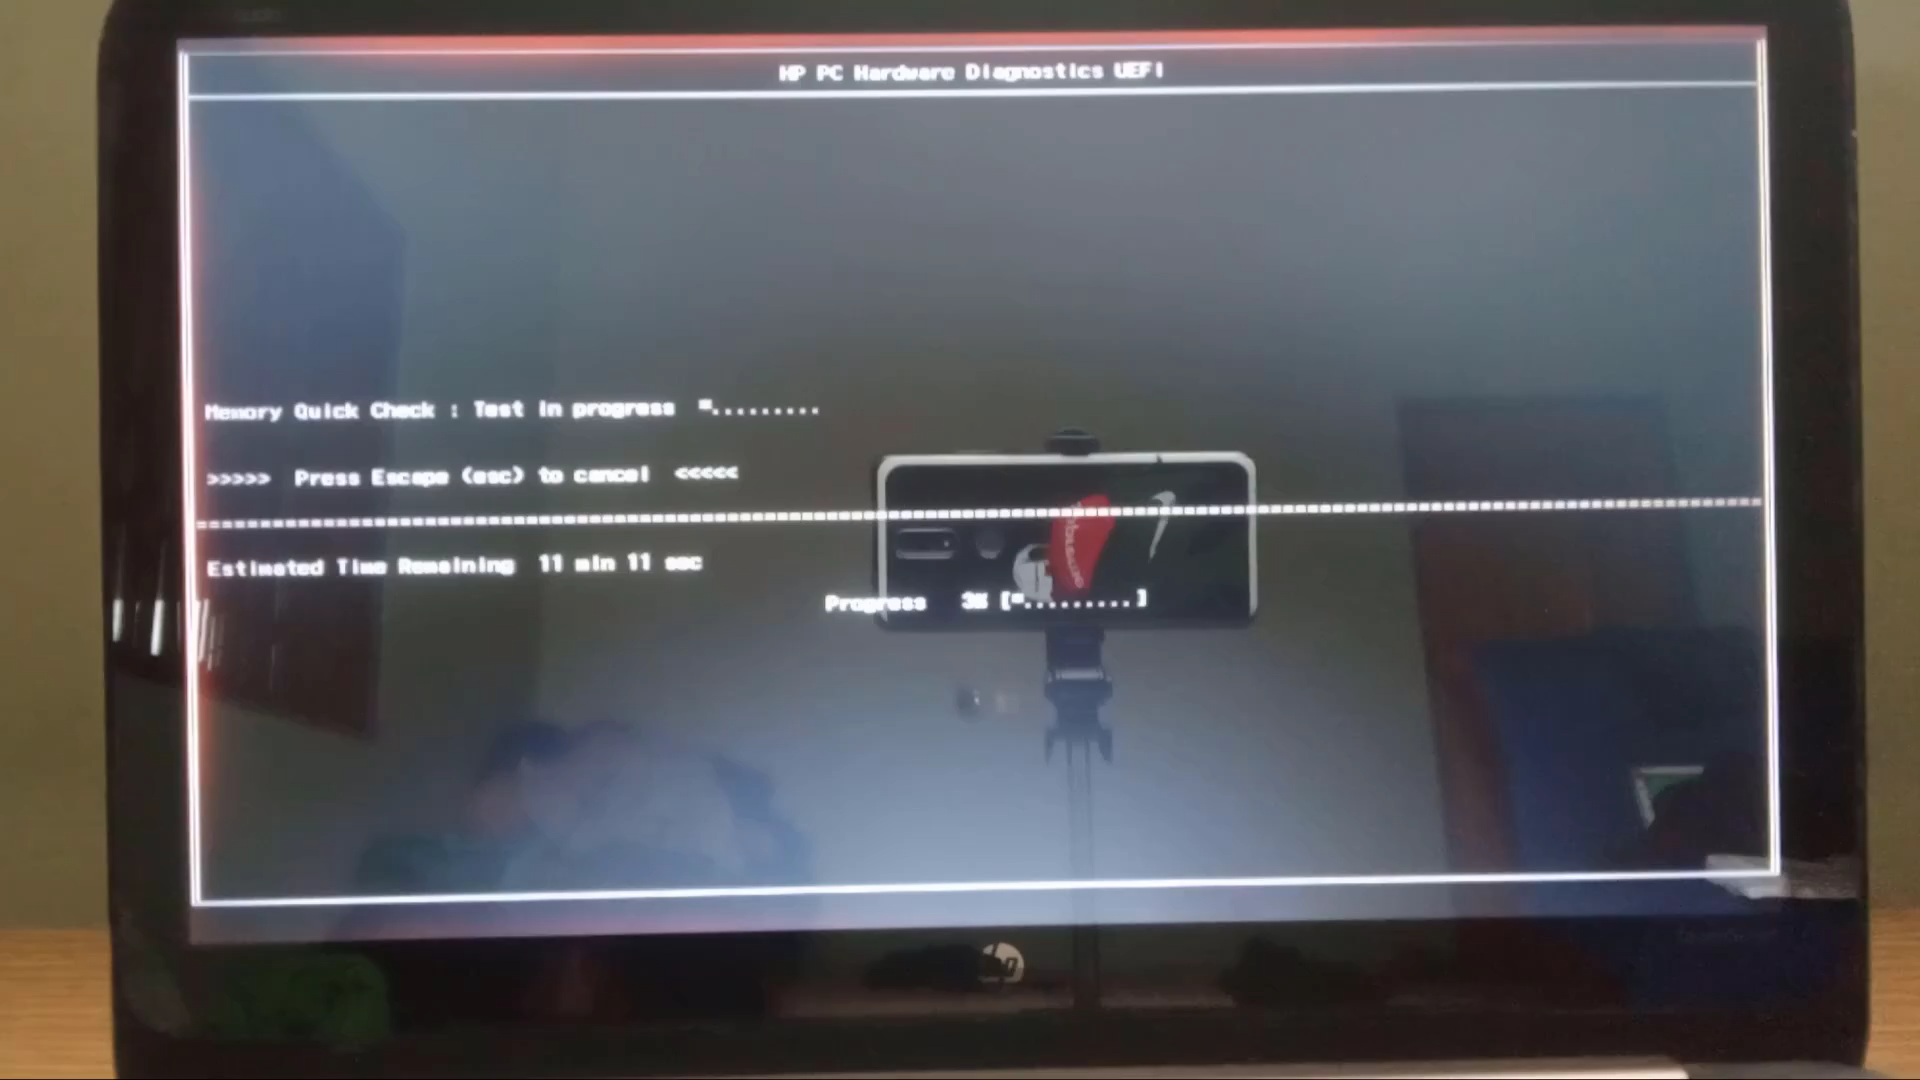 HP PC Hardware Diagnostics UEFI
Memory Quick Check : Test in progress *.........
>>>>> Press Escape (esc) to cancel <<<<<
Estimated Time Remaining 11 min 11 sec
Progress 3% [*.........]
hp